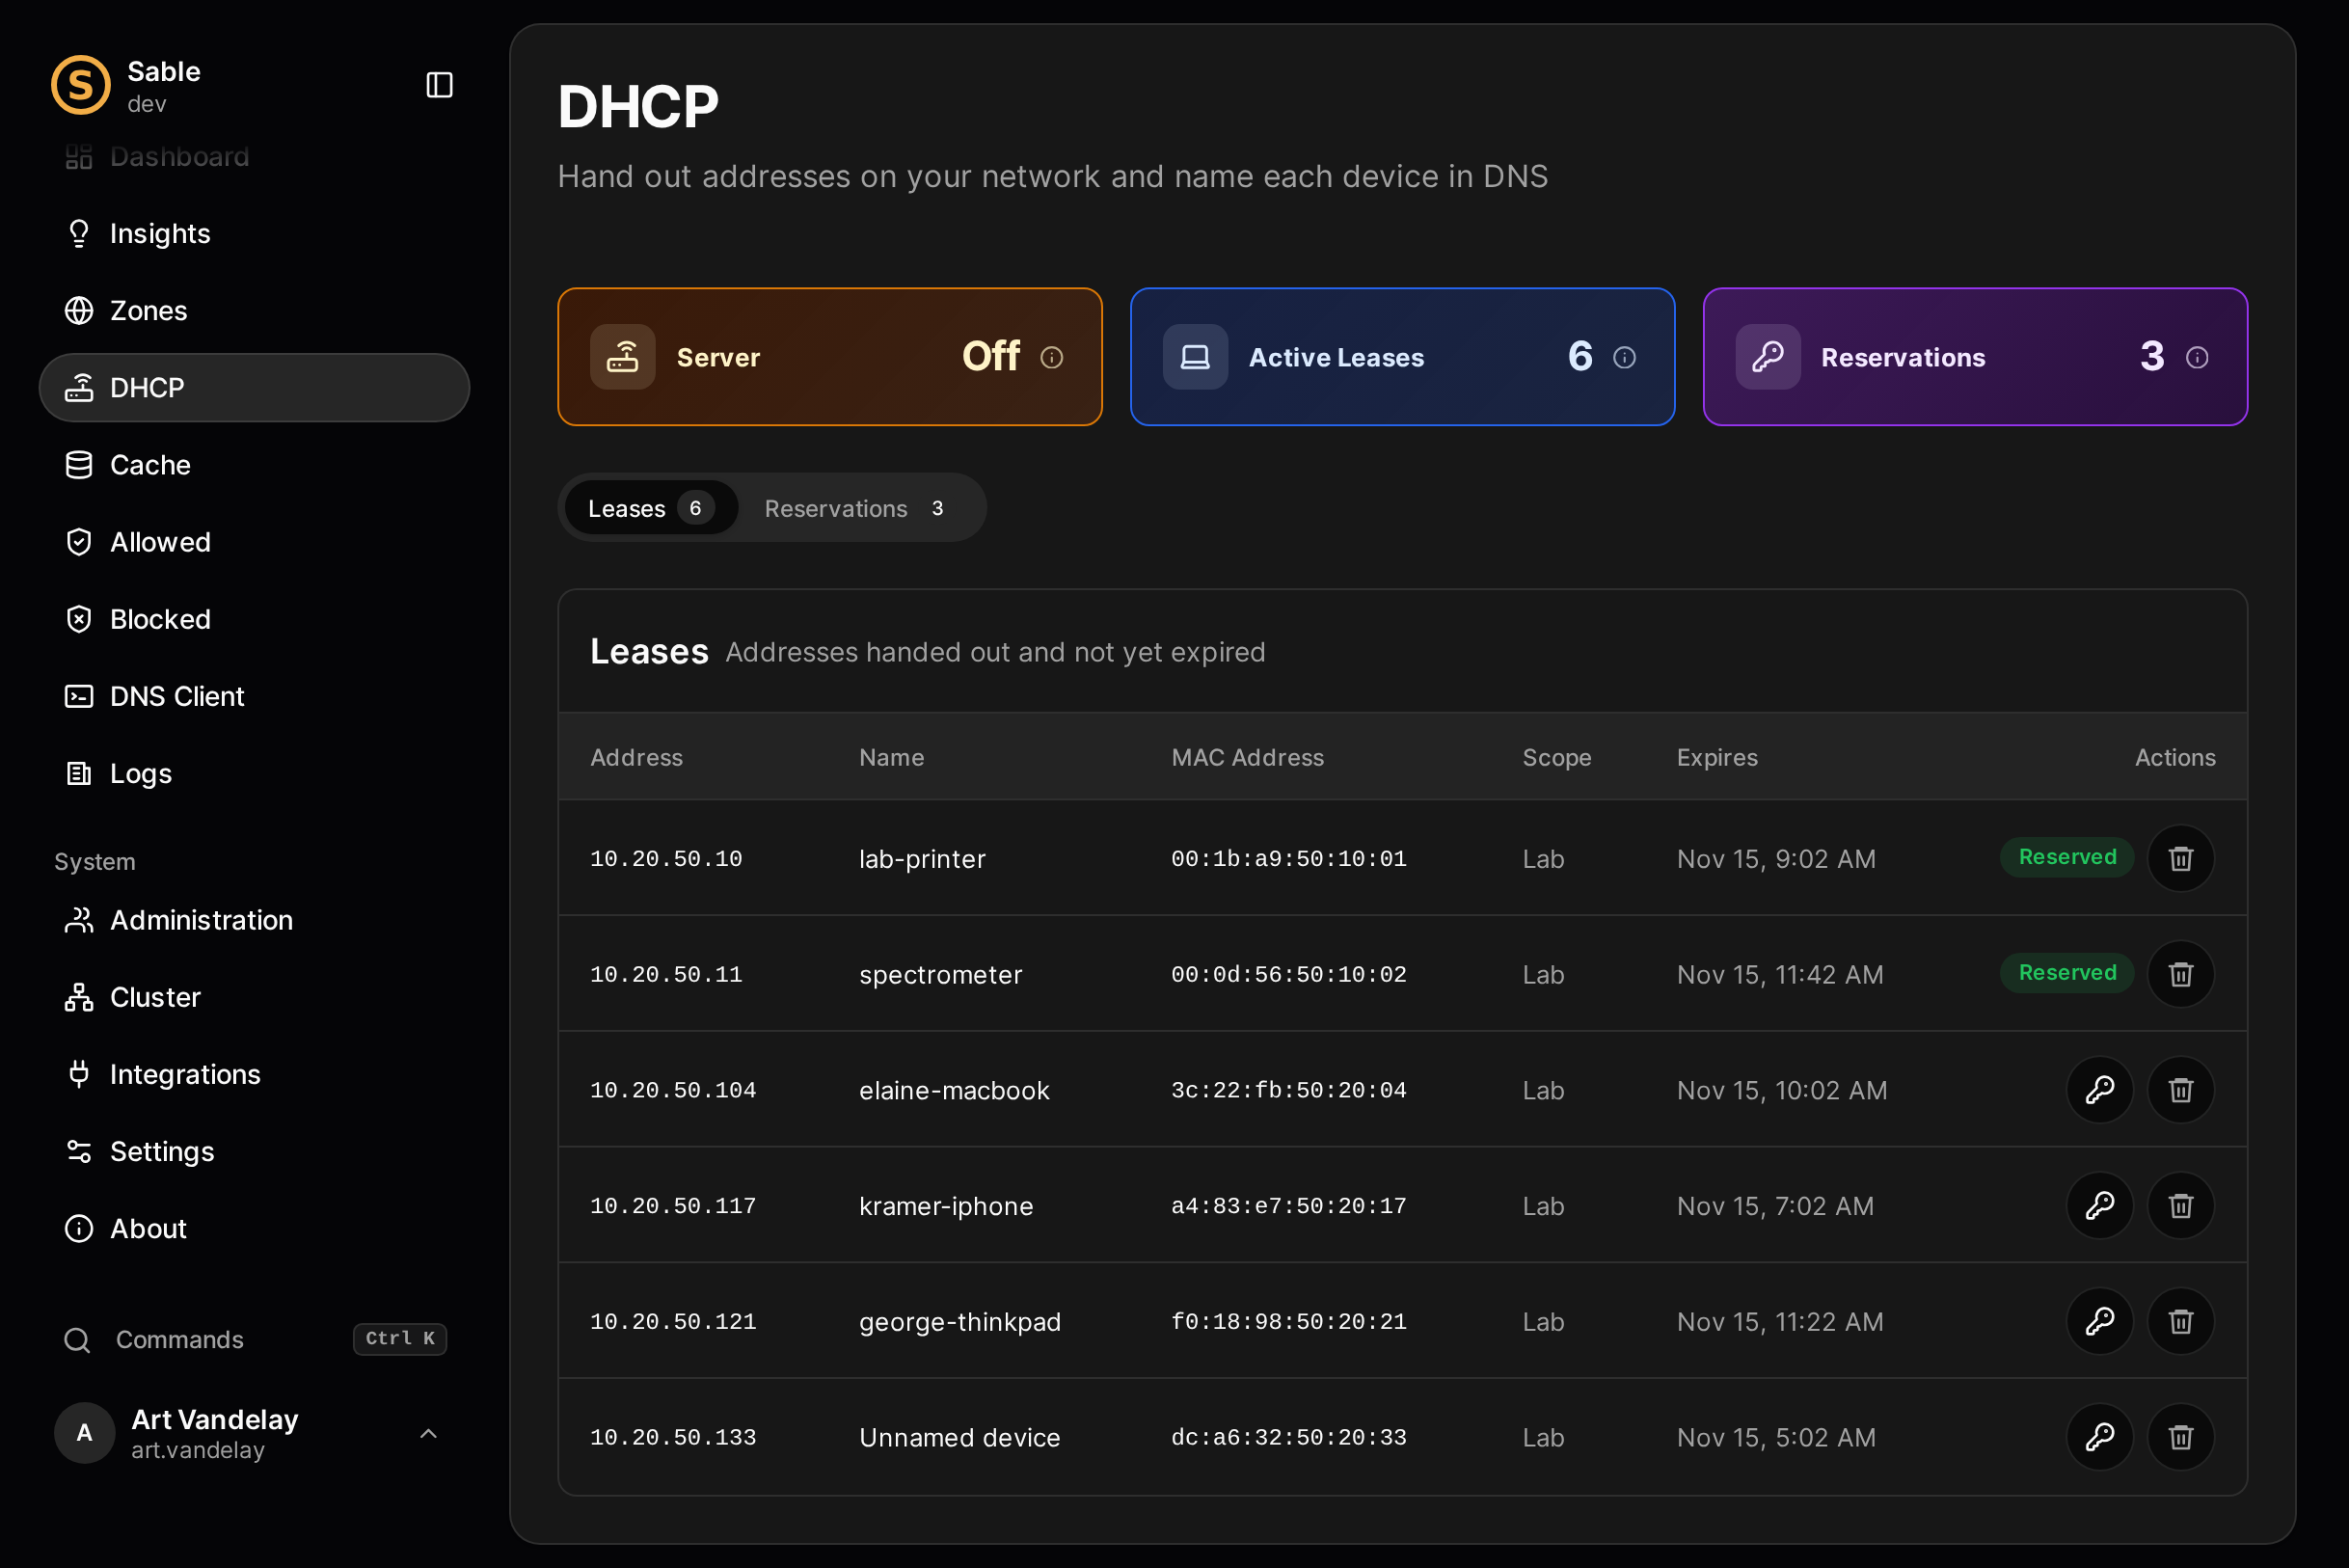 Sable
dev
Dashboard
Insights
Zones
DHCP
Cache
Allowed
Blocked
DNS Client
Logs
System
Administration
Cluster
Integrations
Settings
About
Commands Ctrl K
A
Art Vandelay
art.vandelay
DHCP
Hand out addresses on your network and name each device in DNS
Server Off
Active Leases 6
Reservations 3
Leases 6 Reservations 3
Leases Addresses handed out and not yet expired
Address Name MAC Address Scope Expires Actions
10.20.50.10 lab-printer 00:1b:a9:50:10:01 Lab Nov 15, 9:02 AM Reserved
10.20.50.11 spectrometer 00:0d:56:50:10:02 Lab Nov 15, 11:42 AM Reserved
10.20.50.104 elaine-macbook 3c:22:fb:50:20:04 Lab Nov 15, 10:02 AM
10.20.50.117 kramer-iphone a4:83:e7:50:20:17 Lab Nov 15, 7:02 AM
10.20.50.121 george-thinkpad f0:18:98:50:20:21 Lab Nov 15, 11:22 AM
10.20.50.133 Unnamed device dc:a6:32:50:20:33 Lab Nov 15, 5:02 AM